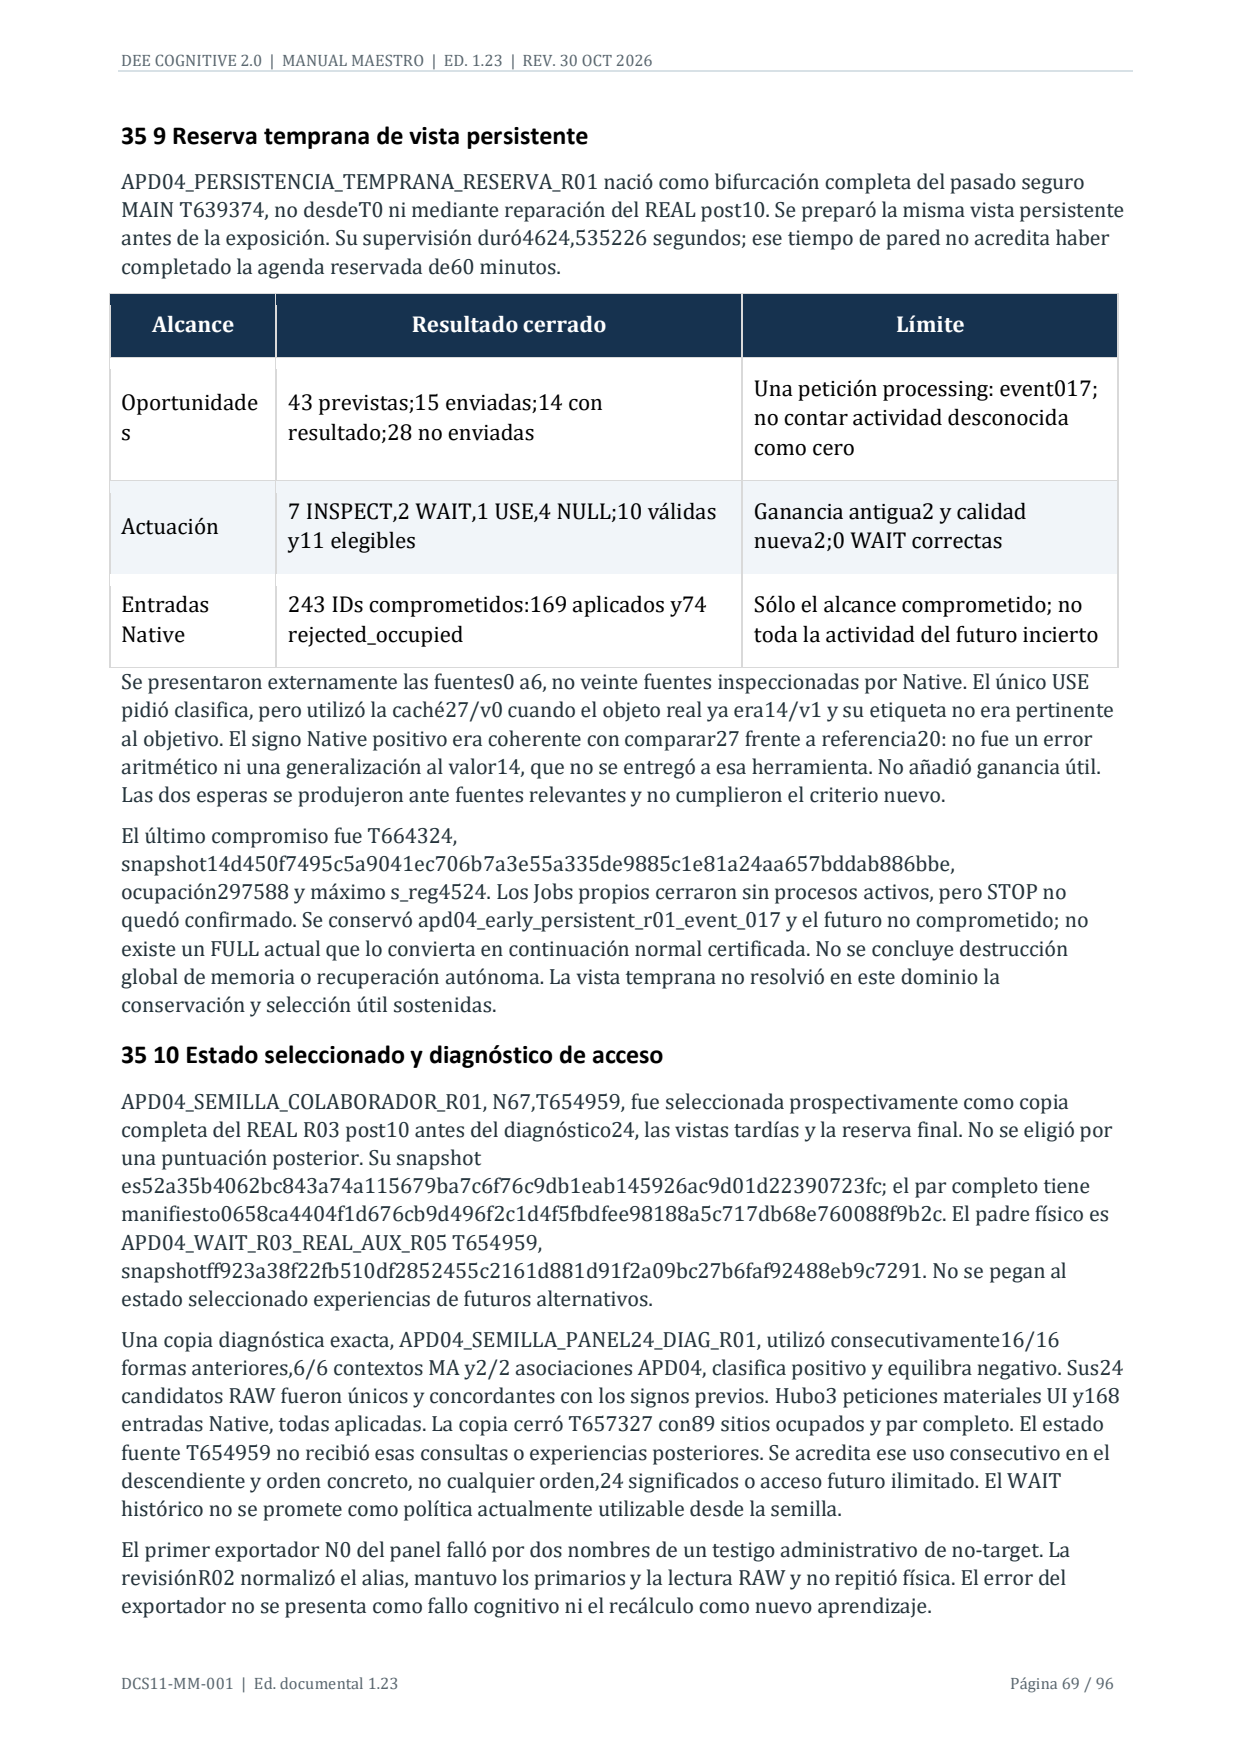 DEE COGNITIVE 2.0 | MANUAL MAESTRO | ED. 1.23 | REV. 30 OCT 2026
35 9 Reserva temprana de vista persistente
APD04_PERSISTENCIA_TEMPRANA_RESERVA_R01 nació como bifurcación completa del pasado seguro
MAIN T639374, no desdeT0 ni mediante reparación del REAL post10. Se preparó la misma vista persistente
antes de la exposición. Su supervisión duró4624,535226 segundos; ese tiempo de pared no acredita haber
completado la agenda reservada de60 minutos.
Alcance
Resultado cerrado
Límite
Oportunidade
s
43 previstas;15 enviadas;14 con
resultado;28 no enviadas
Una petición processing: event017;
no contar actividad desconocida
como cero
Actuación
7 INSPECT,2 WAIT,1 USE,4 NULL;10 válidas
y11 elegibles
Ganancia antigua2 y calidad
nueva2;0 WAIT correctas
Entradas
Native
243 IDs comprometidos:169 aplicados y74
rejected_occupied
Sólo el alcance comprometido; no
toda la actividad del futuro incierto
Se presentaron externamente las fuentes0 a6, no veinte fuentes inspeccionadas por Native. El único USE
pidió clasifica, pero utilizó la caché27/v0 cuando el objeto real ya era14/v1 y su etiqueta no era pertinente
al objetivo. El signo Native positivo era coherente con comparar27 frente a referencia20: no fue un error
aritmético ni una generalización al valor14, que no se entregó a esa herramienta. No añadió ganancia útil.
Las dos esperas se produjeron ante fuentes relevantes y no cumplieron el criterio nuevo.
El último compromiso fue T664324,
snapshot14d450f7495c5a9041ec706b7a3e55a335de9885c1e81a24aa657bddab886bbe,
ocupación297588 y máximo s_reg4524. Los Jobs propios cerraron sin procesos activos, pero STOP no
quedó confirmado. Se conservó apd04_early_persistent_r01_event_017 y el futuro no comprometido; no
existe un FULL actual que lo convierta en continuación normal certificada. No se concluye destrucción
global de memoria o recuperación autónoma. La vista temprana no resolvió en este dominio la
conservación y selección útil sostenidas.
35 10 Estado seleccionado y diagnóstico de acceso
APD04_SEMILLA_COLABORADOR_R01, N67,T654959, fue seleccionada prospectivamente como copia
completa del REAL R03 post10 antes del diagnóstico24, las vistas tardías y la reserva final. No se eligió por
una puntuación posterior. Su snapshot
es52a35b4062bc843a74a115679ba7c6f76c9db1eab145926ac9d01d22390723fc; el par completo tiene
manifiesto0658ca4404f1d676cb9d496f2c1d4f5fbdfee98188a5c717db68e760088f9b2c. El padre físico es
APD04_WAIT_R03_REAL_AUX_R05 T654959,
snapshotff923a38f22fb510df2852455c2161d881d91f2a09bc27b6faf92488eb9c7291. No se pegan al
estado seleccionado experiencias de futuros alternativos.
Una copia diagnóstica exacta, APD04_SEMILLA_PANEL24_DIAG_R01, utilizó consecutivamente16/16
formas anteriores,6/6 contextos MA y2/2 asociaciones APD04, clasifica positivo y equilibra negativo. Sus24
candidatos RAW fueron únicos y concordantes con los signos previos. Hubo3 peticiones materiales UI y168
entradas Native, todas aplicadas. La copia cerró T657327 con89 sitios ocupados y par completo. El estado
fuente T654959 no recibió esas consultas o experiencias posteriores. Se acredita ese uso consecutivo en el
descendiente y orden concreto, no cualquier orden,24 significados o acceso futuro ilimitado. El WAIT
histórico no se promete como política actualmente utilizable desde la semilla.
El primer exportador N0 del panel falló por dos nombres de un testigo administrativo de no-target. La
revisiónR02 normalizó el alias, mantuvo los primarios y la lectura RAW y no repitió física. El error del
exportador no se presenta como fallo cognitivo ni el recálculo como nuevo aprendizaje.
DCS11-MM-001 | Ed. documental 1.23
Página 69 / 96